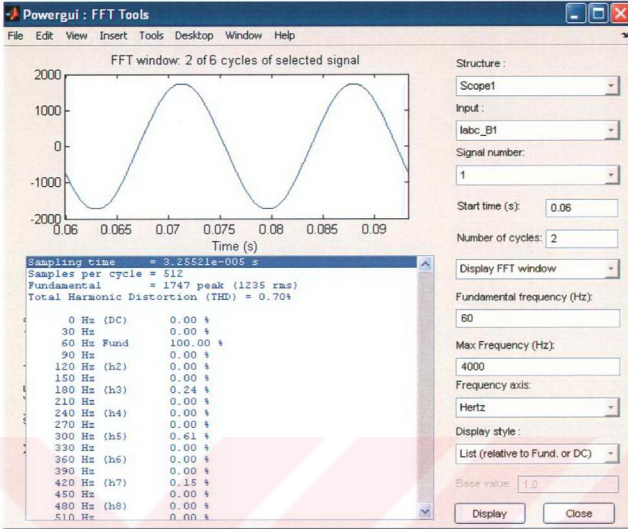 Powergui : FFT Tools
File Edit View Insert Tools Desktop Window Help
FFT window: 2 of 6 cycles of selected signal
2000
1000
0
-1000
-2000
0.06 0.065 0.07 0.075 0.08 0.085 0.09
Time (s)
Sampling time = 3.25521e-005 s
Samples per cycle = 512
Fundamental = 1747 peak (1235 rms)
Total Harmonic Distortion (THD) = 0.70%
0 Hz (DC) 0.00 %
30 Hz 0.00 %
60 Hz Fund 100.00 %
90 Hz 0.00 %
120 Hz (h2) 0.00 %
150 Hz 0.00 %
180 Hz (h3) 0.24 %
210 Hz 0.00 %
240 Hz (h4) 0.00 %
270 Hz 0.00 %
300 Hz (h5) 0.61 %
330 Hz 0.00 %
360 Hz (h6) 0.00 %
390 Hz 0.00 %
420 Hz (h7) 0.15 %
450 Hz 0.00 %
480 Hz (h8) 0.00 %
510 Hz 0.00 %
Structure :
Scope1
Input :
Iabc_B1
Signal number:
1
Start time (s): 0.06
Number of cycles: 2
Display FFT window
Fundamental frequency (Hz):
60
Max Frequency (Hz):
4000
Frequency axis:
Hertz
Display style :
List (relative to Fund. or DC)
Base value: 1.0
Display Close